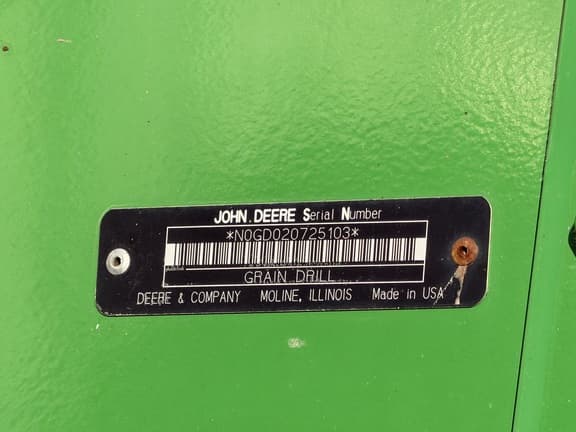 JOHN DEERE Serial Number
*N0GD020725103*
GRAIN DRILL
DEERE & COMPANY MOLINE, ILLINOIS Made in USA